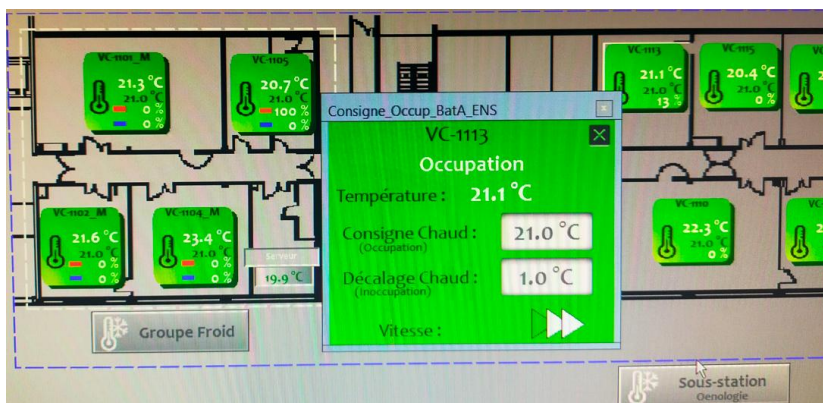 VC-1101_M
21.3 °C
21.0 °C
0 %
0 %
VC-1105
20.7 °C
21.0 °C
100 %
0 %
VC-1113
21.1 °C
21.0 °C
13 %
VC-1115
20.4 °C
21.0 °C
0 %
Consigne_Occup_BatA_ENS
x
VC-1113
Occupation
Température : 21.1 °C
Consigne Chaud : 21.0 °C
(Occupation)
Décalage Chaud : 1.0 °C
(Inoccupation)
Vitesse :
VC-1102_M
21.6 °C
21.0 °C
0 %
0 %
VC-1104_M
23.4 °C
21.0 °C
0 %
0 %
Serveur
19.9 °C
VC-1110
22.3 °C
21.0 °C
0 %
Groupe Froid
Sous-station
Oenologie